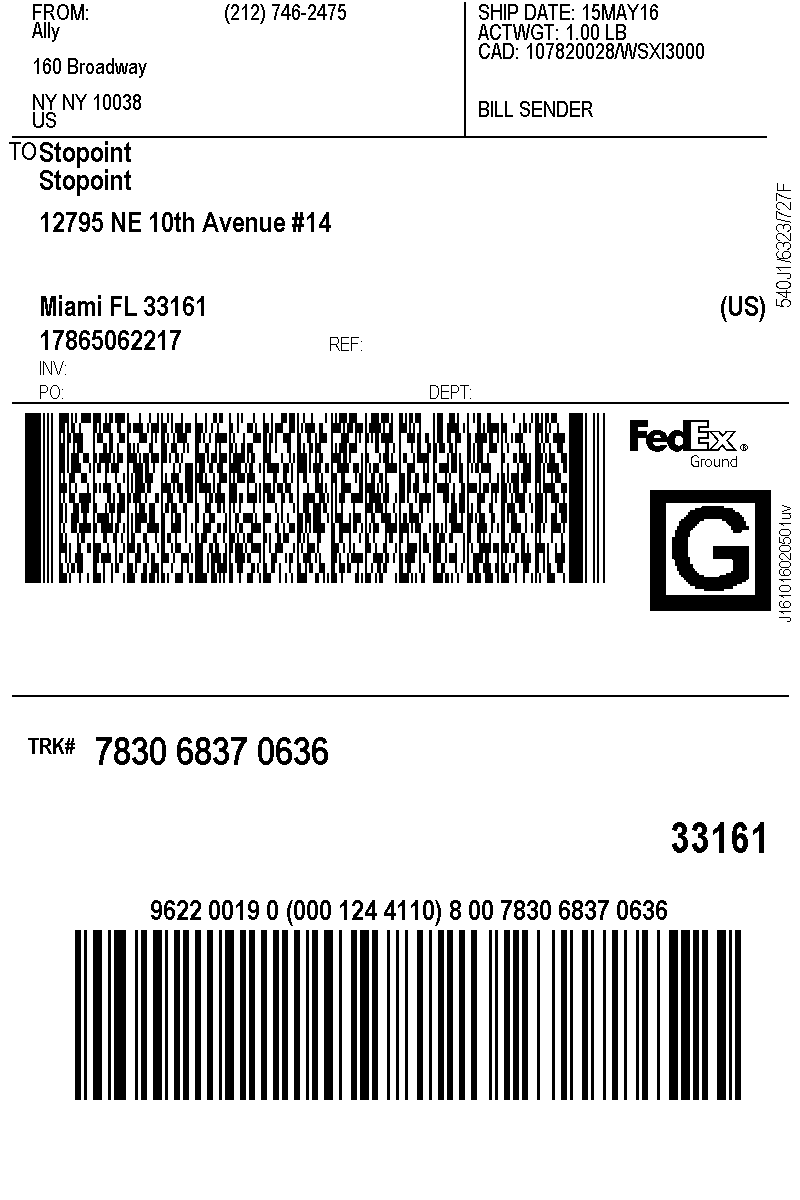 FROM: (212) 746-2475
Ally
160 Broadway
NY NY 10038
US
SHIP DATE: 15MAY16
ACTWGT: 1.00 LB
CAD: 107820028/WSXI3000
BILL SENDER
TO Stopoint
Stopoint
12795 NE 10th Avenue #14
Miami FL 33161 (US)
17865062217 REF:
INV:
PO: DEPT:
540J1/6323/727F
FedEx ®
Ground
G
J161016020501uv
TRK# 7830 6837 0636
33161
9622 0019 0 (000 124 4110) 8 00 7830 6837 0636